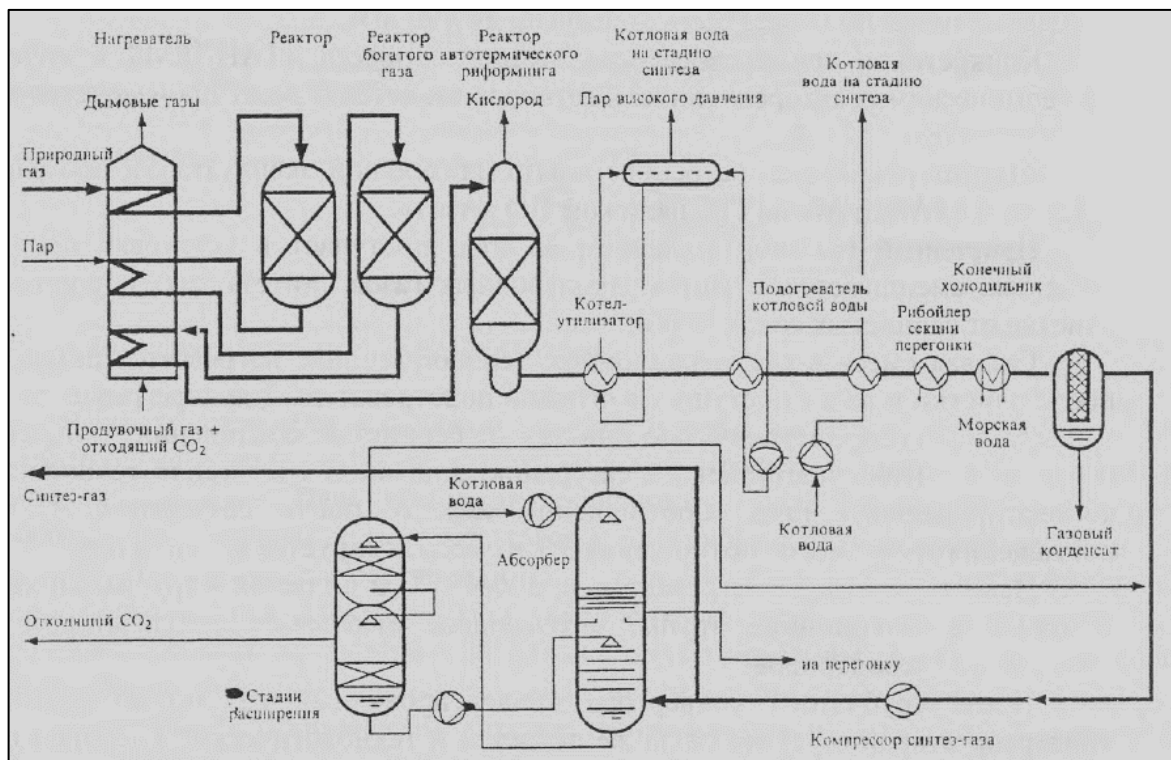 Нагреватель
Реактор
Реактор
богатого
газа
Реактор
автотермического
риформинга
Кислород
Котловая вода
на стадию
синтеза
Пар высокого давления
Котловая
вода на стадию
синтеза
Дымовые газы
Природный
газ
Пар
Котел-
утилизатор
Подогреватель
котловой воды
Конечный
холодильник
Рибойлер
секции
перегонки
Морская
вода
Продувочный газ +
отходящий CO₂
Синтез-газ
Котловая
вода
Абсорбер
Котловая
вода
Газовый
конденсат
Отходящий CO₂
на перегонку
Стадии
расширения
Компрессор синтез-газа